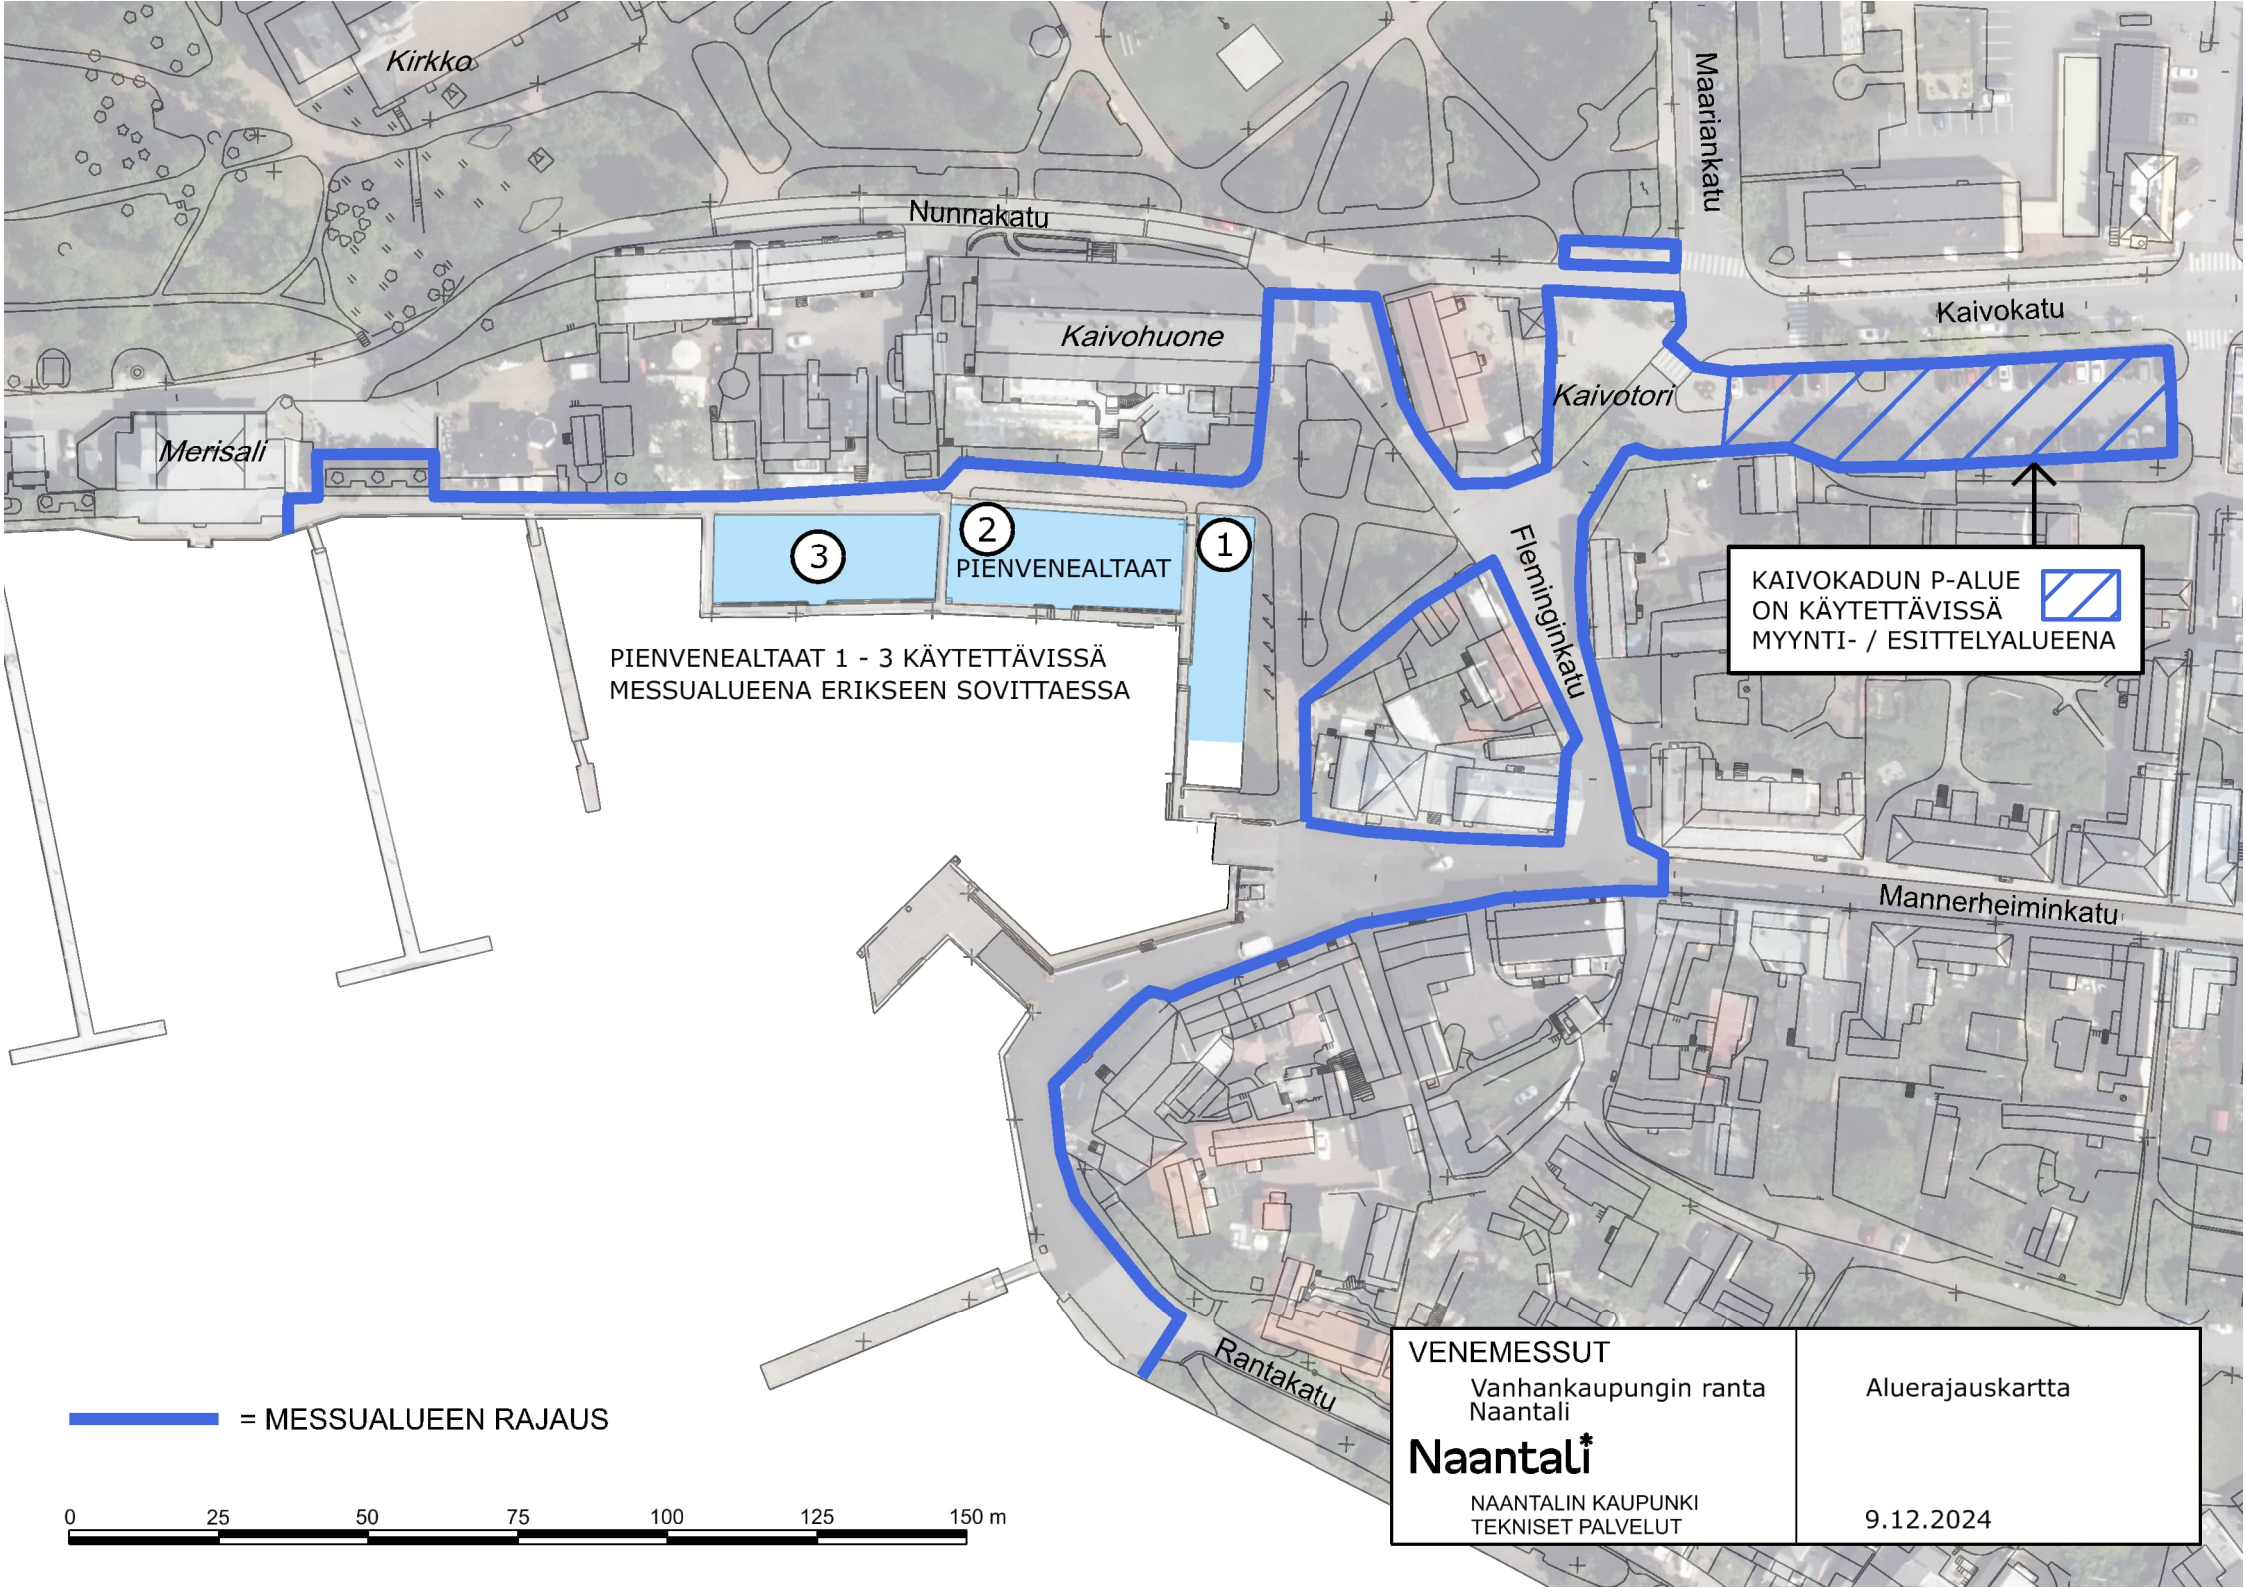 Kirkko
Maariankatu
Nunnakatu
Kaivokatu
Kaivohuone
Kaivotori
Merisali
3
2
PIENVENEALTAAT
1
Fleminginkatu
KAIVOKADUN P-ALUE
ON KÄYTETTÄVISSÄ
MYYNTI- / ESITTELYALUEENA
PIENVENEALTAAT 1 - 3 KÄYTETTÄVISSÄ
MESSUALUEENA ERIKSEEN SOVITTAESSA
Mannerheiminkatu
Rantakatu
= MESSUALUEEN RAJAUS
0 25 50 75 100 125 150 m
VENEMESSUT
Vanhankaupungin ranta
Naantali
Naantali*
NAANTALIN KAUPUNKI
TEKNISET PALVELUT
Aluerajauskartta
9.12.2024